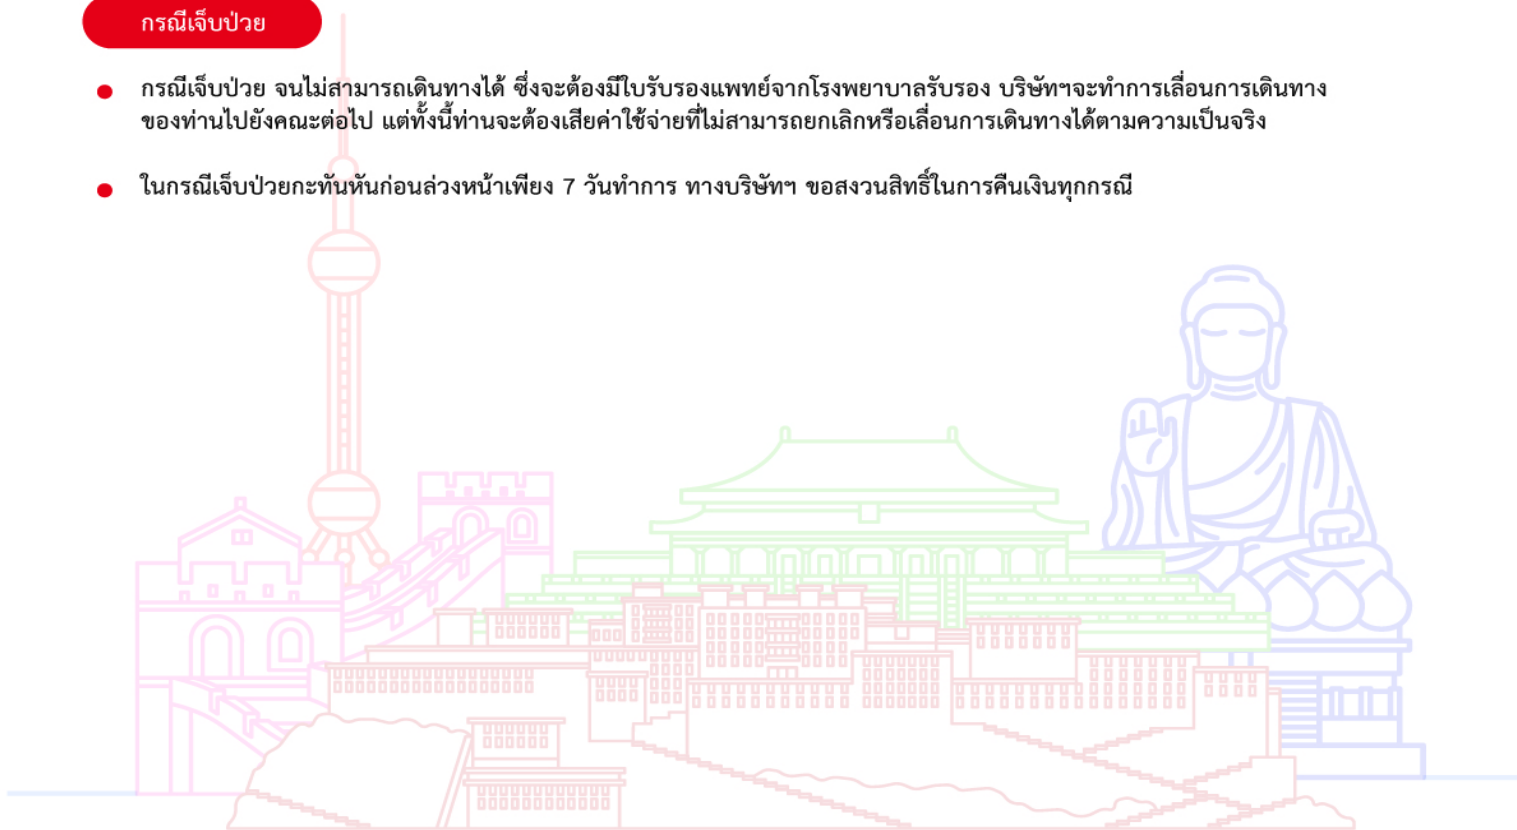 กรณีเจ็บป่วย
กรณีเจ็บป่วย จนไม่สามารถเดินทางได้ ซึ่งจะต้องมีใบรับรองแพทย์จากโรงพยาบาลรับรอง บริษัทฯจะทำการเลื่อนการเดินทาง
ของท่านไปยังคณะต่อไป แต่ทั้งนี้ท่านจะต้องเสียค่าใช้จ่ายที่ไม่สามารถยกเลิกหรือเลื่อนการเดินทางได้ตามความเป็นจริง
ในกรณีเจ็บป่วยกะทันหันก่อนล่วงหน้าเพียง 7 วันทำการ ทางบริษัทฯ ขอสงวนสิทธิ์ในการคืนเงินทุกกรณี